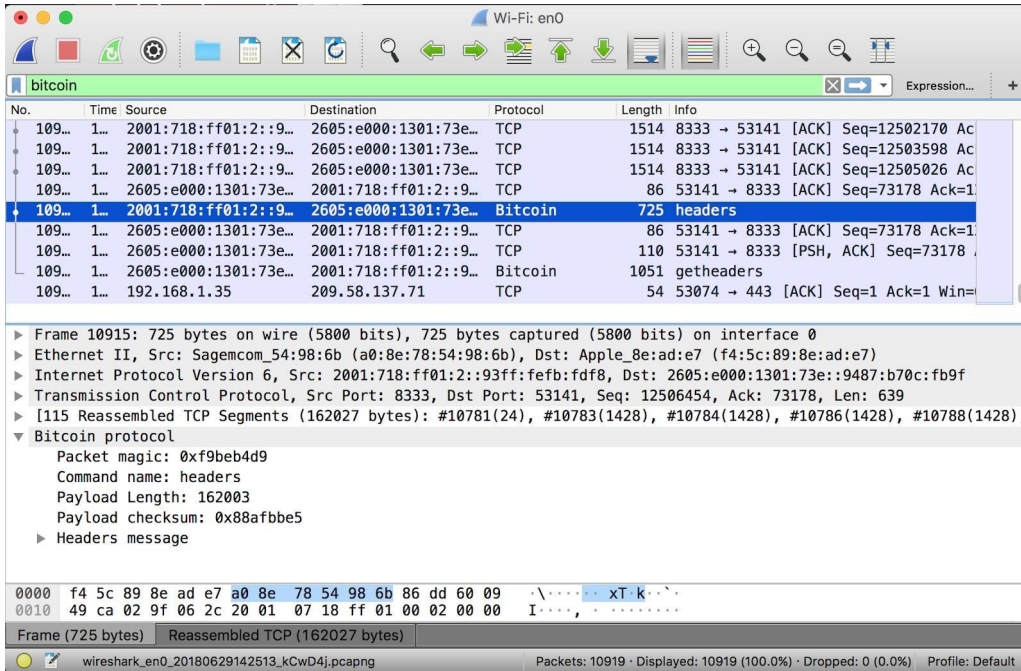 Wi-Fi: en0
bitcoin
Expression...
+
No. Time Source Destination Protocol Length Info
109… 1… 2001:718:ff01:2::9… 2605:e000:1301:73e… TCP 1514 8333 → 53141 [ACK] Seq=12502170 Ac
109… 1… 2001:718:ff01:2::9… 2605:e000:1301:73e… TCP 1514 8333 → 53141 [ACK] Seq=12503598 Ac
109… 1… 2001:718:ff01:2::9… 2605:e000:1301:73e… TCP 1514 8333 → 53141 [ACK] Seq=12505026 Ac
109… 1… 2605:e000:1301:73e… 2001:718:ff01:2::9… TCP 86 53141 → 8333 [ACK] Seq=73178 Ack=1
109… 1… 2001:718:ff01:2::9… 2605:e000:1301:73e… Bitcoin 725 headers
109… 1… 2605:e000:1301:73e… 2001:718:ff01:2::9… TCP 86 53141 → 8333 [ACK] Seq=73178 Ack=1
109… 1… 2605:e000:1301:73e… 2001:718:ff01:2::9… TCP 110 53141 → 8333 [PSH, ACK] Seq=73178
109… 1… 2605:e000:1301:73e… 2001:718:ff01:2::9… Bitcoin 1051 getheaders
109… 1… 192.168.1.35 209.58.137.71 TCP 54 53074 → 443 [ACK] Seq=1 Ack=1 Win=
Frame 10915: 725 bytes on wire (5800 bits), 725 bytes captured (5800 bits) on interface 0
Ethernet II, Src: Sagemcom_54:98:6b (a0:8e:78:54:98:6b), Dst: Apple_8e:ad:e7 (f4:5c:89:8e:ad:e7)
Internet Protocol Version 6, Src: 2001:718:ff01:2::93ff:fefb:fdf8, Dst: 2605:e000:1301:73e::9487:b70c:fb9f
Transmission Control Protocol, Src Port: 8333, Dst Port: 53141, Seq: 12506454, Ack: 73178, Len: 639
[115 Reassembled TCP Segments (162027 bytes): #10781(24), #10783(1428), #10784(1428), #10786(1428), #10788(1428)
Bitcoin protocol
Packet magic: 0xf9beb4d9
Command name: headers
Payload Length: 162003
Payload checksum: 0x88afbbe5
Headers message
0000 f4 5c 89 8e ad e7 a0 8e 78 54 98 6b 86 dd 60 09 ·\······ xT·k··`·
0010 49 ca 02 9f 06 2c 20 01 07 18 ff 01 00 02 00 00 I····, · ········
Frame (725 bytes) Reassembled TCP (162027 bytes)
wireshark_en0_20180629142513_kCwD4j.pcapng Packets: 10919 · Displayed: 10919 (100.0%) · Dropped: 0 (0.0%) Profile: Default